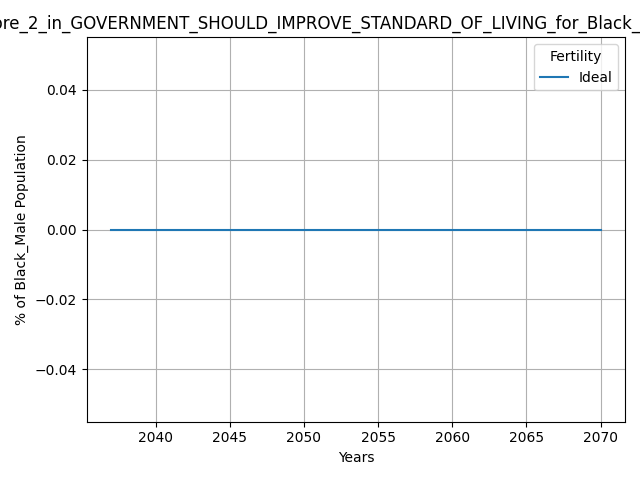 ore_2_in_GOVERNMENT_SHOULD_IMPROVE_STANDARD_OF_LIVING_for_Black_
Fertility
Ideal
0.04
0.02
0.00
−0.02
−0.04
% of Black_Male Population
2040 2045 2050 2055 2060 2065 2070
Years